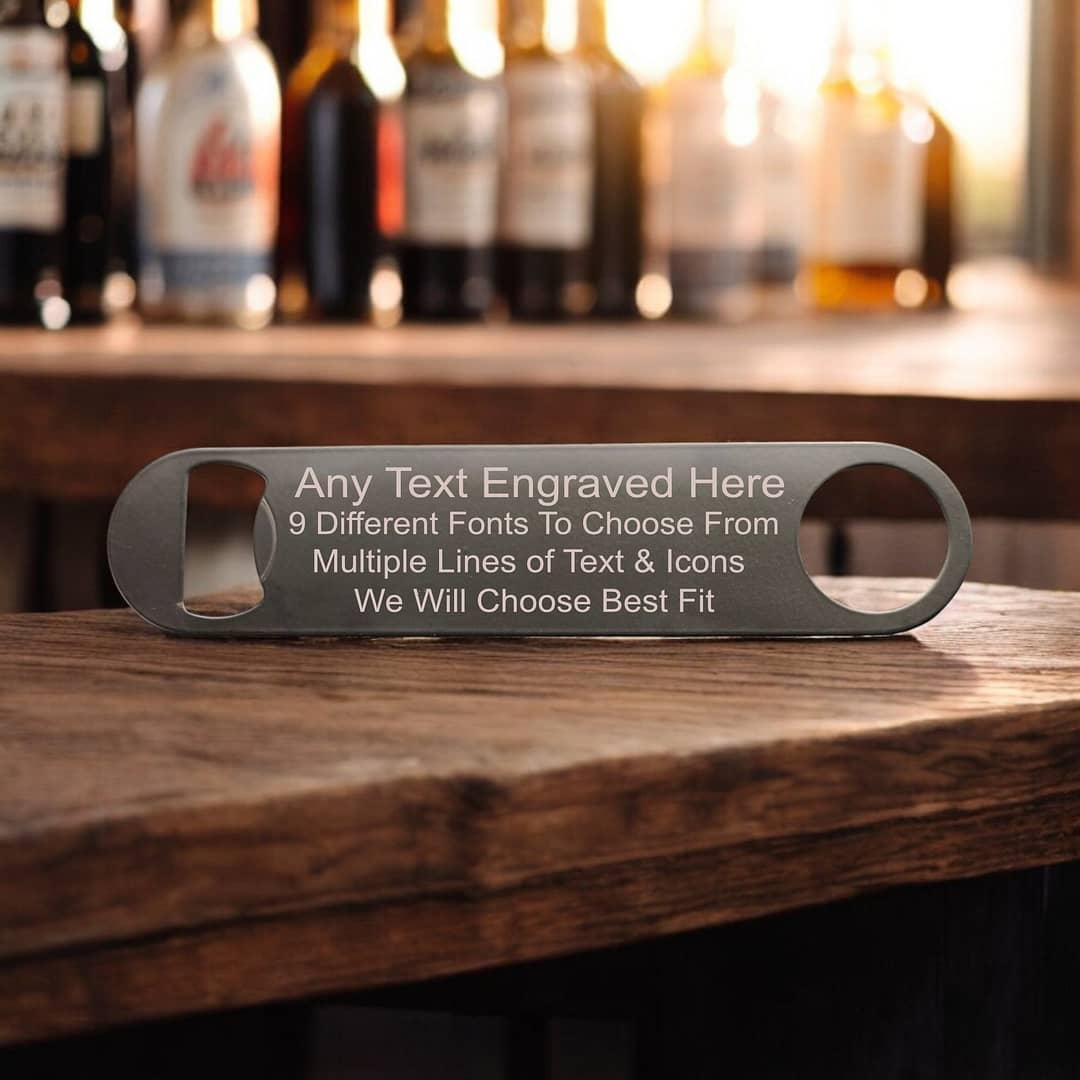 Any Text Engraved Here
9 Different Fonts To Choose From
Multiple Lines of Text & Icons
We Will Choose Best Fit